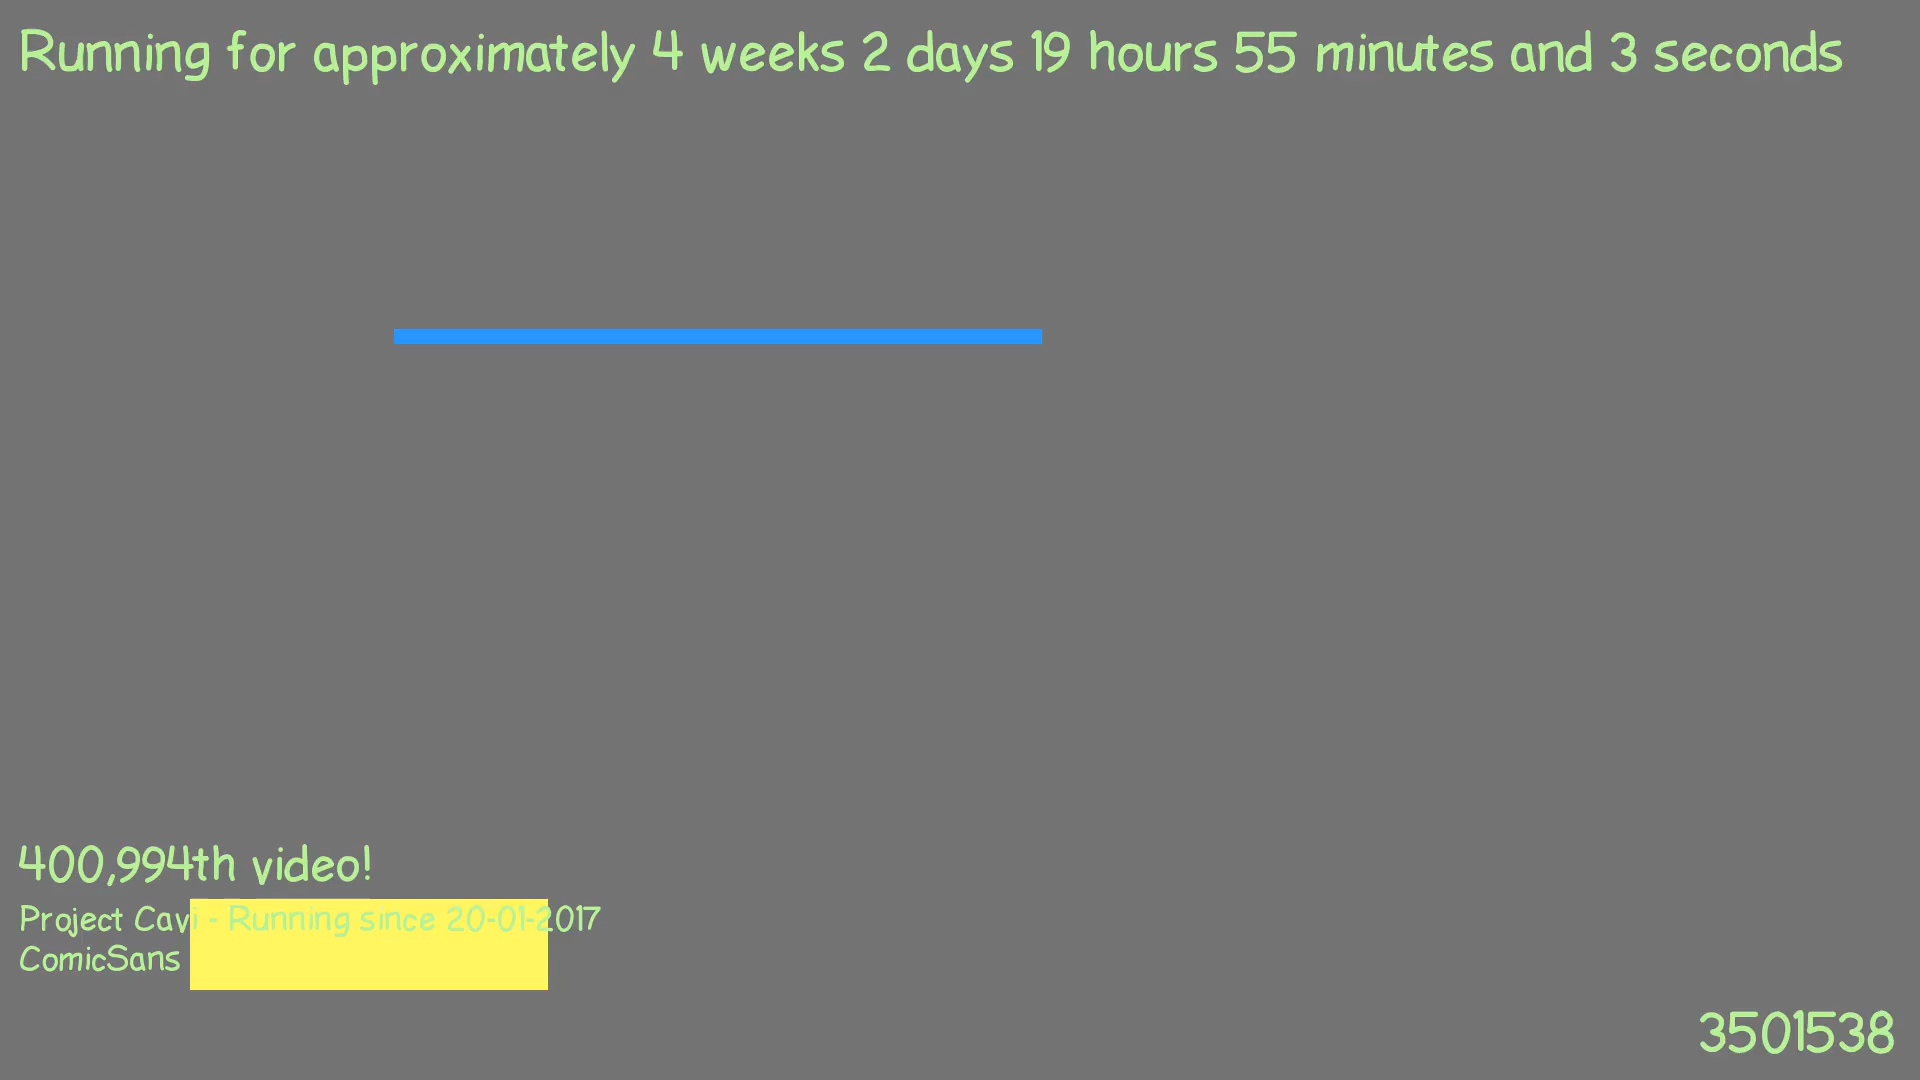 Running for approximately 4 weeks 2 days 19 hours 55 minutes and 3 seconds
400,994th video!
Project Cavi - Running since 20-01-2017
ComicSans
3501538